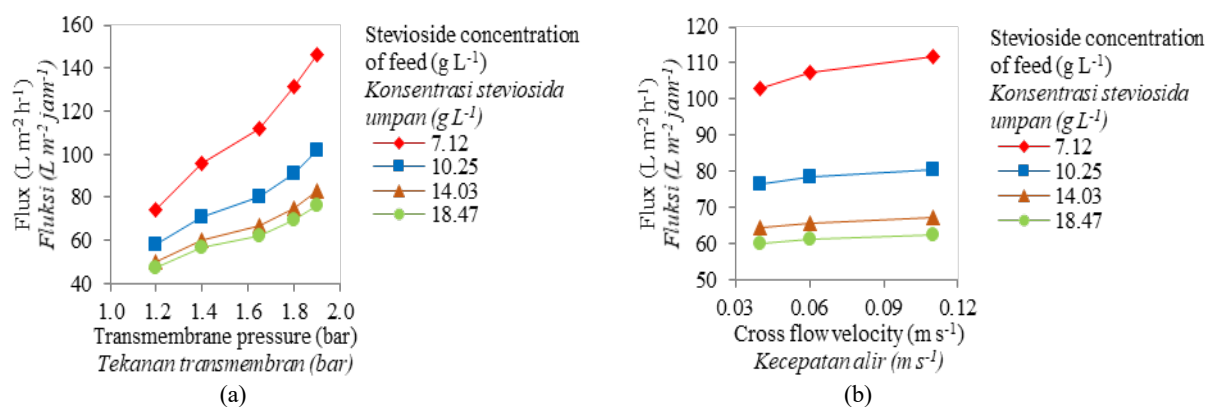 160
140
120
100
80
60
40
Flux (L m-2 h-1)
Fluksi (L m-2 jam-1)
1.0 1.2 1.4 1.6 1.8 2.0
Transmembrane pressure (bar)
Tekanan transmembran (bar)
Stevioside concentration
of feed (g L-1)
Konsentrasi steviosida
umpan (g L-1)
7.12
10.25
14.03
18.47
(a)
120
110
100
90
80
70
60
50
Flux (L m-2 h-1)
Fluksi (L m-2 jam-1)
0.03 0.06 0.09 0.12
Cross flow velocity (m s-1)
Kecepatan alir (m s-1)
Stevioside concentration
of feed (g L-1)
Konsentrasi steviosida
umpan (g L-1)
7.12
10.25
14.03
18.47
(b)